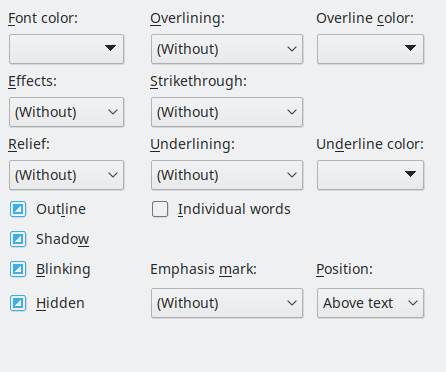 Font color: Overlining: Overline color:
(Without)
Effects: Strikethrough:
(Without) (Without)
Relief: Underlining: Underline color:
(Without) (Without)
Outline Individual words
Shadow
Blinking Emphasis mark: Position:
Hidden (Without) Above text